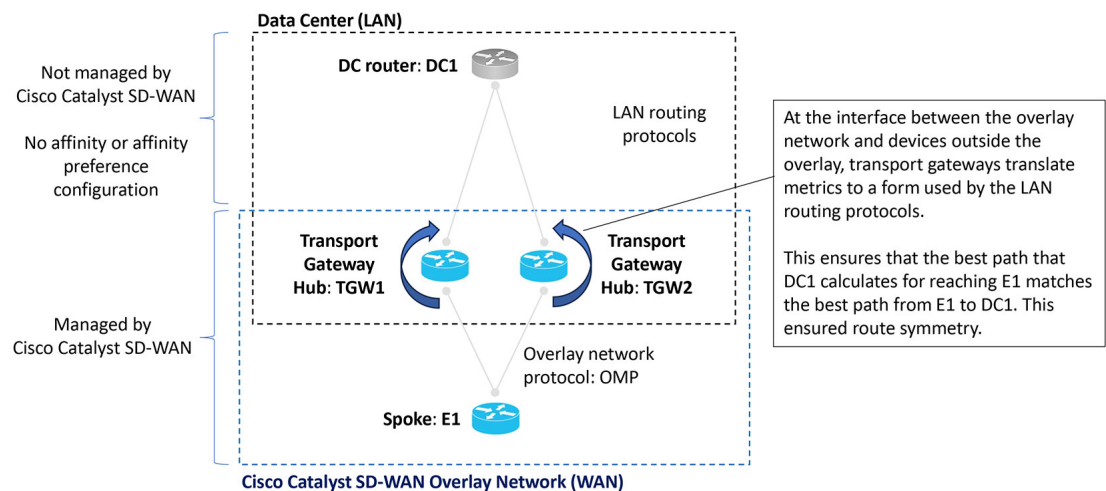 Data Center (LAN)
Not managed by
Cisco Catalyst SD-WAN
No affinity or affinity
preference
configuration
DC router: DC1
LAN routing
protocols
At the interface between the overlay
network and devices outside the
overlay, transport gateways translate
metrics to a form used by the LAN
routing protocols.
This ensures that the best path that
DC1 calculates for reaching E1 matches
the best path from E1 to DC1. This
ensured route symmetry.
Transport
Gateway
Hub: TGW1
Transport
Gateway
Hub: TGW2
Managed by
Cisco Catalyst SD-WAN
Overlay network
protocol: OMP
Spoke: E1
Cisco Catalyst SD-WAN Overlay Network (WAN)